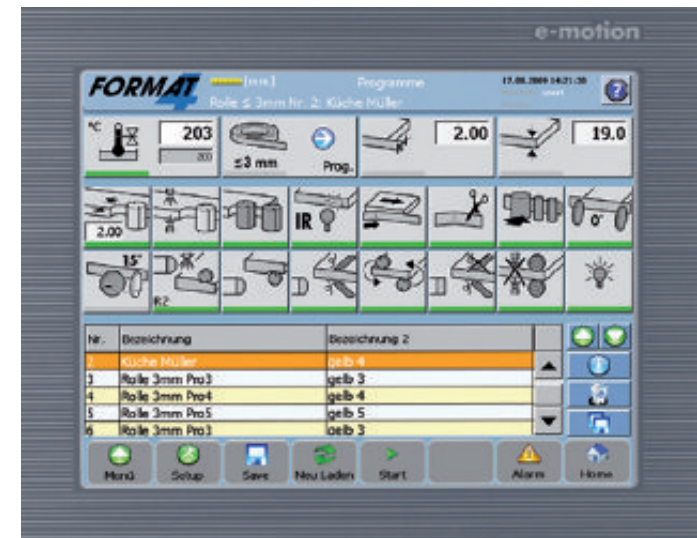 e-motion
FORMAT 4 [mm] Programme 17.08.2009 14:21:38
Rolle ≤ 3mm Nr. 2: Küche Müller
°C 203 2.00 19.0
200
≤3 mm Prog.
2.00 IR 0°
15° R2
Nr. Bezeichnung Bezeichnung 2
2 Küche Müller gelb 4
3 Rolle 3mm Pro3 gelb 3
4 Rolle 3mm Pro4 gelb 4
5 Rolle 3mm Pro5 gelb 5
6 Rolle 3mm Pro3 gelb 3
Menü Setup Save Neu Laden Start Alarm Home